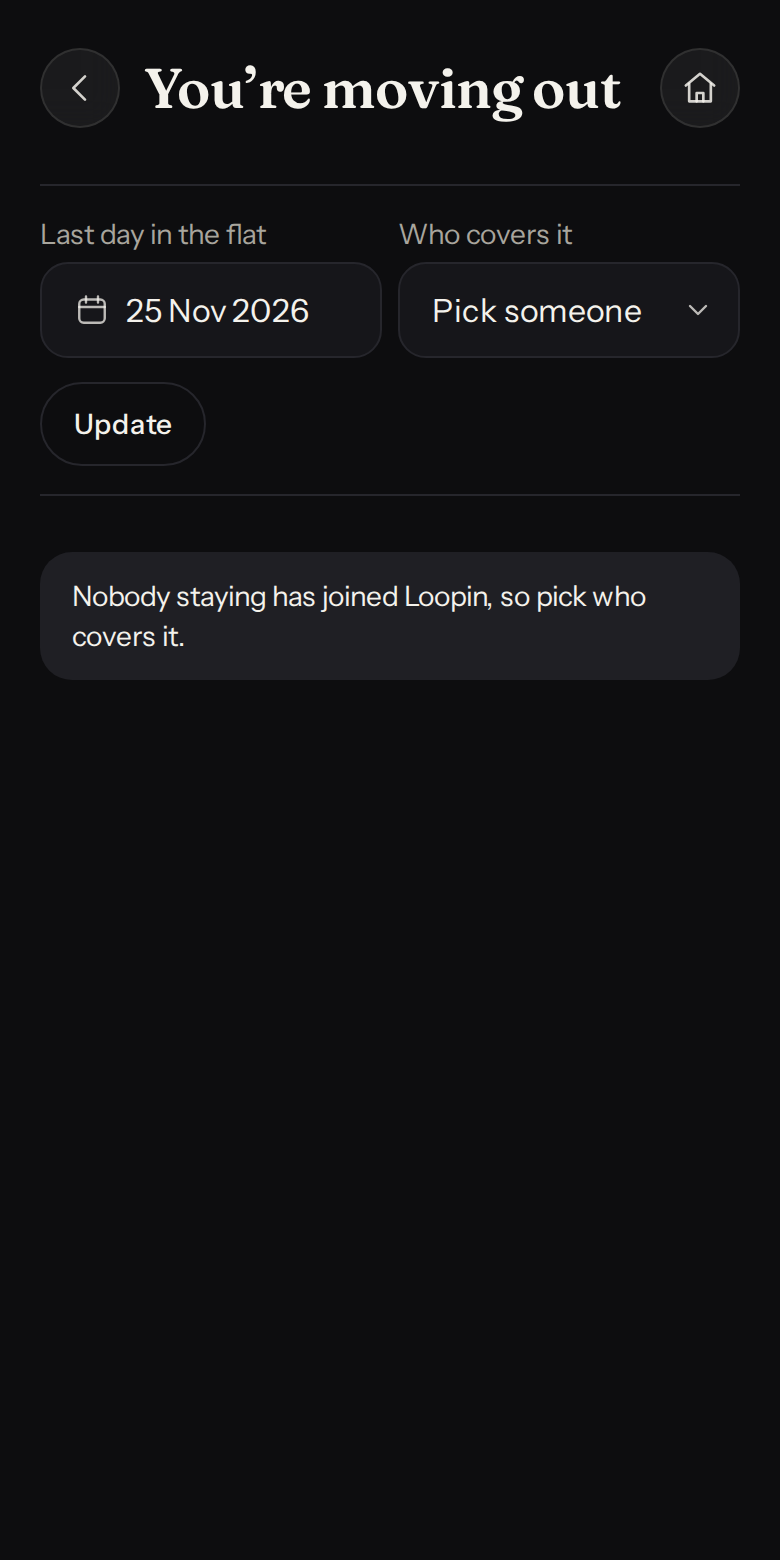 You’re moving out
Last day in the flat
Who covers it
25 Nov 2026
Pick someone
Update
Nobody staying has joined Loopin, so pick who
covers it.